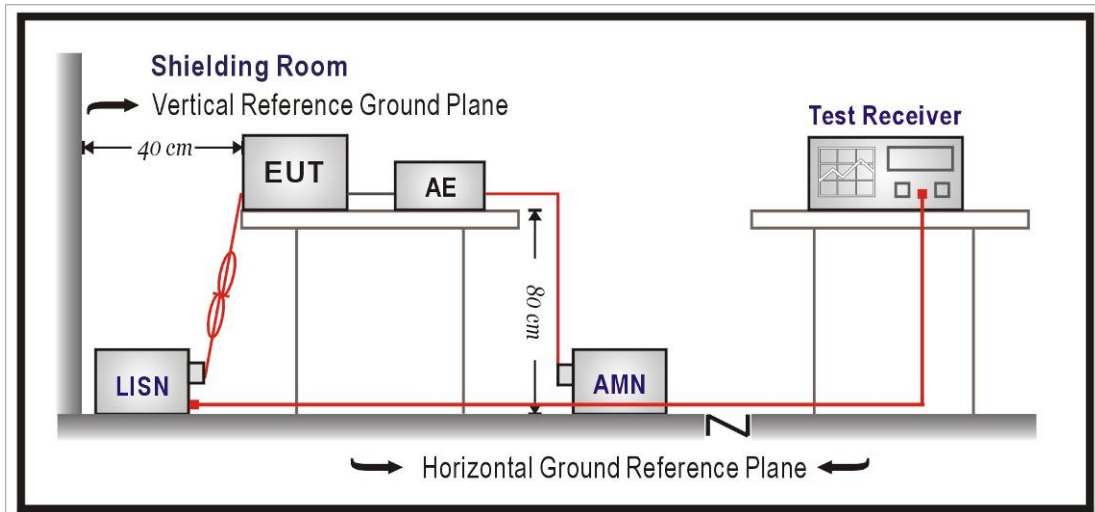 Shielding Room
Vertical Reference Ground Plane
40 cm
EUT
AE
Test Receiver
80 cm
LISN
AMN
Horizontal Ground Reference Plane